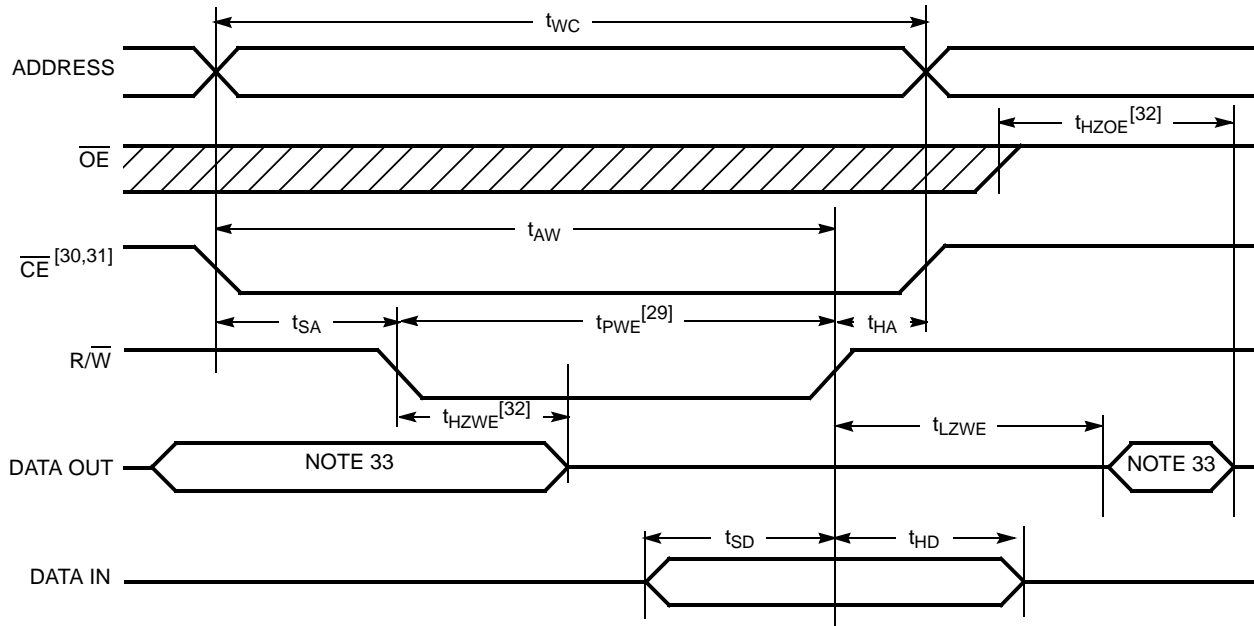 tWC
ADDRESS
tHZOE[32]
OE
tAW
CE [30,31]
tSA
tPWE[29]
tHA
R/W
tHZWE[32]
tLZWE
DATA OUT
NOTE 33
NOTE 33
tSD
tHD
DATA IN